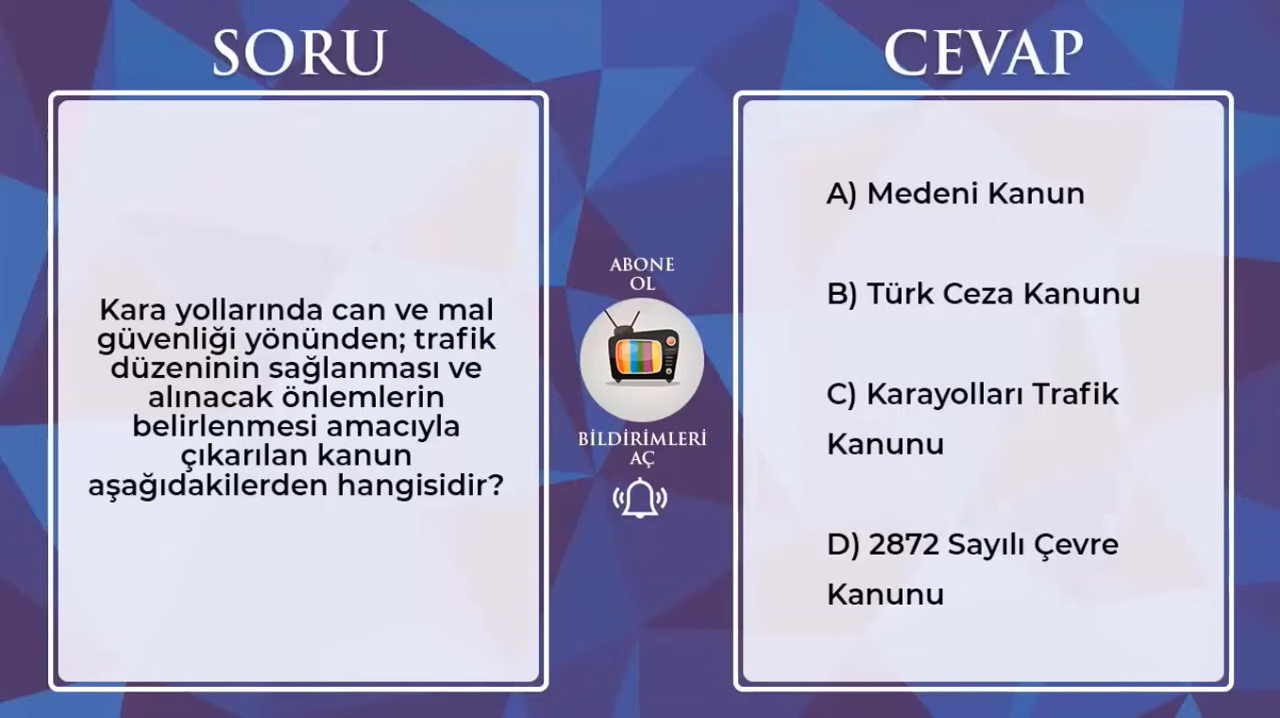 SORU
Kara yollarında can ve mal
güvenliği yönünden; trafik
düzeninin sağlanması ve
alınacak önlemlerin
belirlenmesi amacıyla
çıkarılan kanun
aşağıdakilerden hangisidir?
ABONE
OL
BİLDİRİMLERİ
AÇ
CEVAP
A) Medeni Kanun
B) Türk Ceza Kanunu
C) Karayolları Trafik
Kanunu
D) 2872 Sayılı Çevre
Kanunu